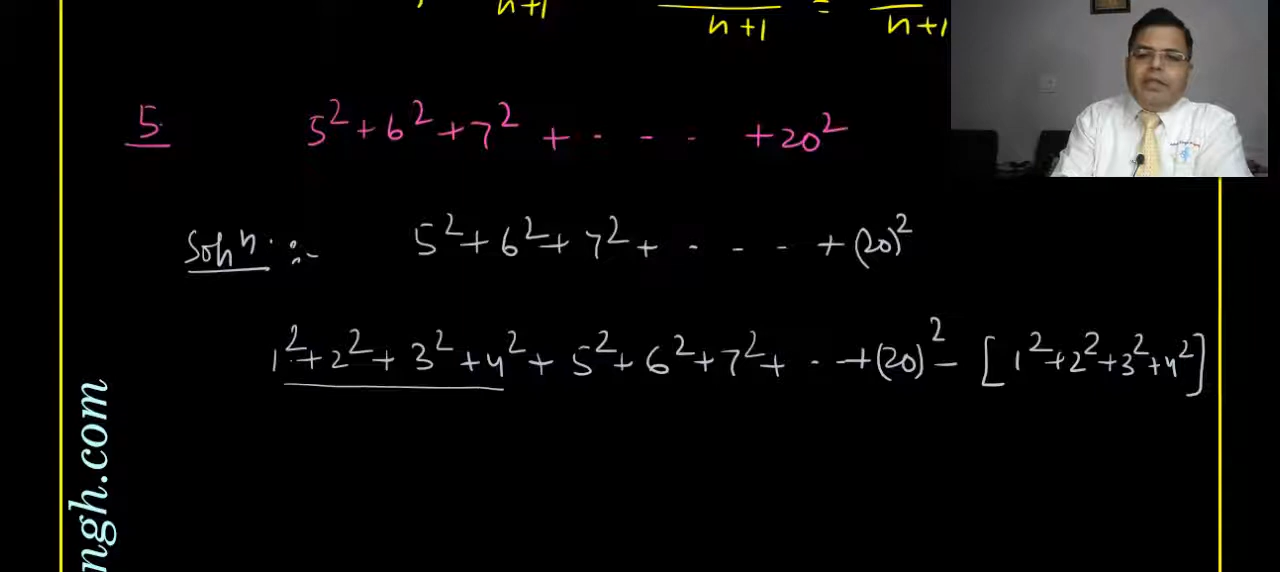 n+1 n+1 = n+1
5 5² + 6² + 7² + - - - + 20²
Soln. :- 5² + 6² + 7² + - - - + (20)²
1² + 2² + 3² + 4² + 5² + 6² + 7² + - - + (20)² - [1² + 2² + 3² + 4²]
ngh.com